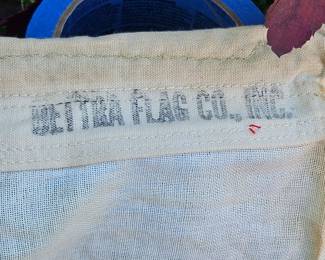 DETTRA FLAG CO., INC.